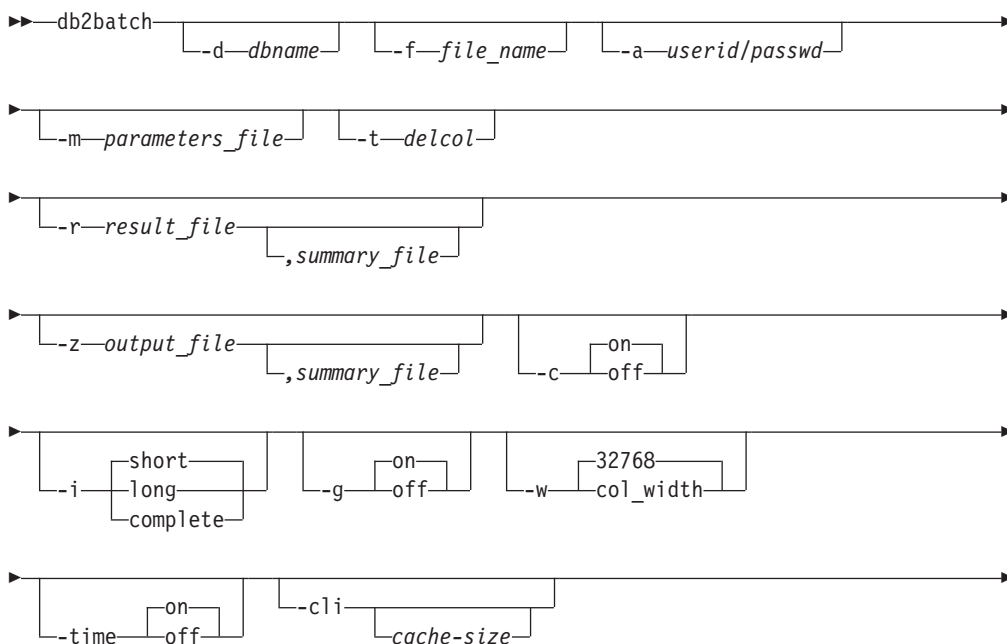 db2batch
-d dbname -f file_name -a userid/passwd
-m parameters_file -t delcol
-r result_file
,summary_file
-z output_file
,summary_file
-c on
off
-i short
long
complete
-g on
off
-w 32768
col_width
-time on
off
-cli
cache-size